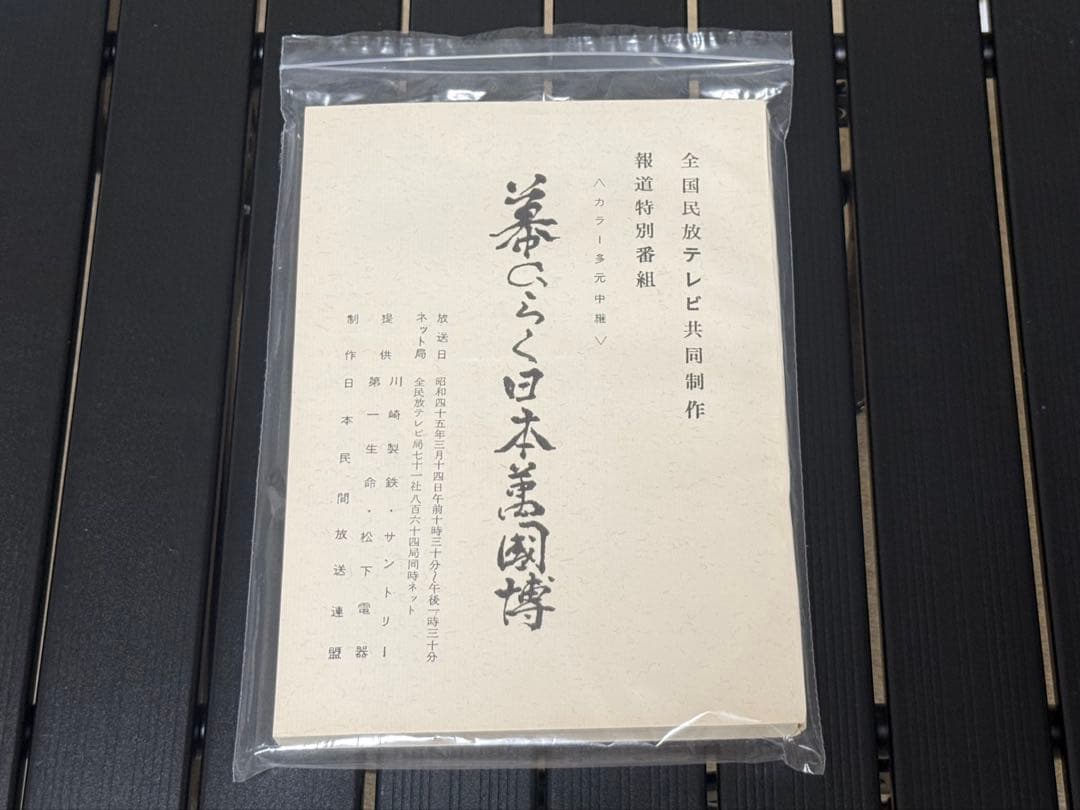 全国民放テレビ共同制作
報道特別番組
〈カラー多元中継〉
幕ひらく日本萬國博
放送日 昭和四十五年三月十四日午前十時三十分〜午後一時三十分
ネット局 全民放テレビ局七十一社八百六十四局同時ネット
提供 川崎製鉄・サントリー
第一生命・松下電器
制作 日本民間放送連盟